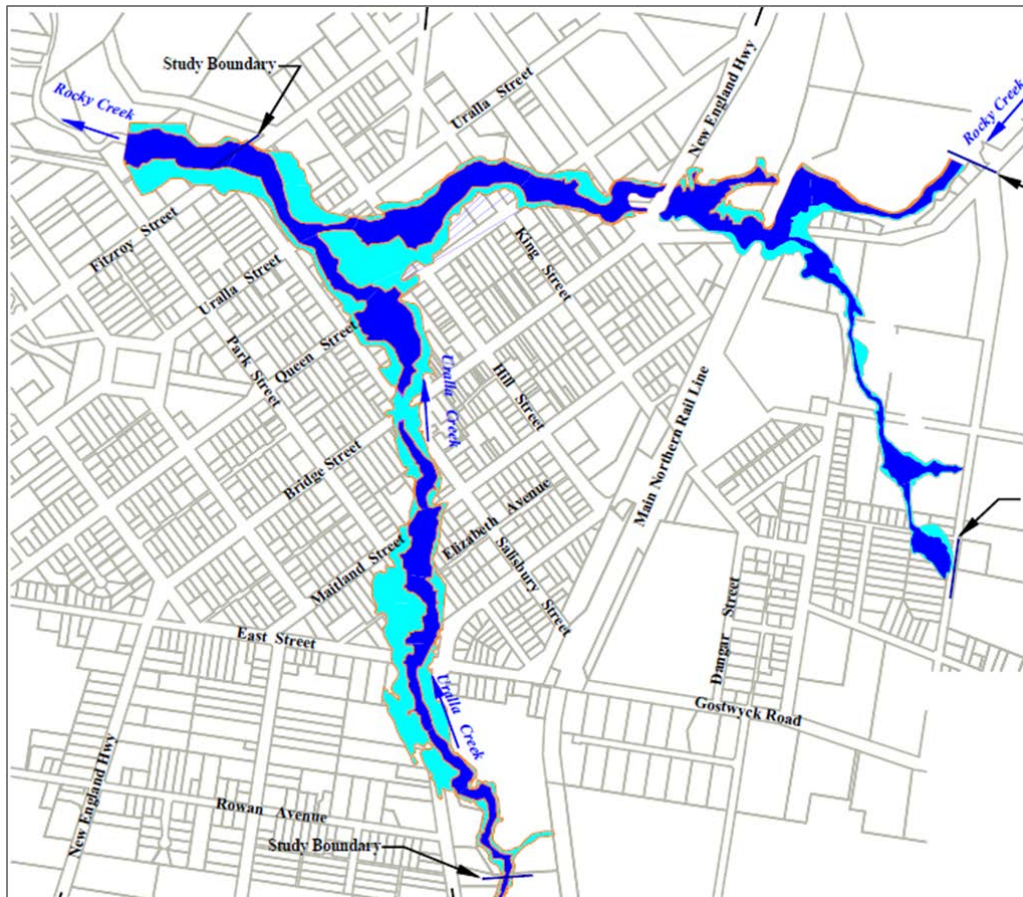 Study Boundary
Rocky Creek
Uralla Street
New England Hwy
Rocky Creek
Fitzroy Street
Uralla Street
King Street
Park Street
Queen Street
Uralla Creek
Hill Street
Main Northern Rail Line
Bridge Street
Elizabeth Avenue
Maitland Street
Salisbury Street
East Street
Dangar Street
Uralla Creek
Gostwyck Road
New England Hwy
Rowan Avenue
Study Boundary